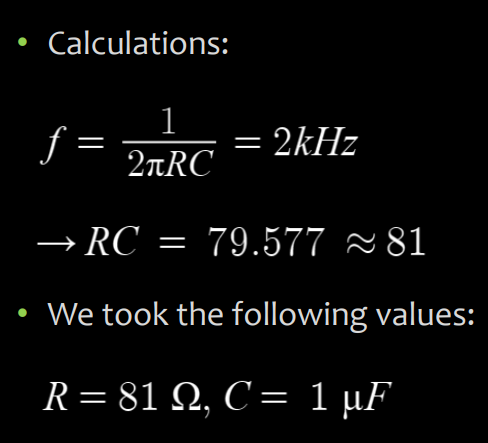 • Calculations:
f = 1 / 2πRC = 2kHz
→ RC = 79.577 ≈ 81
• We took the following values:
R = 81 Ω, C = 1 μF